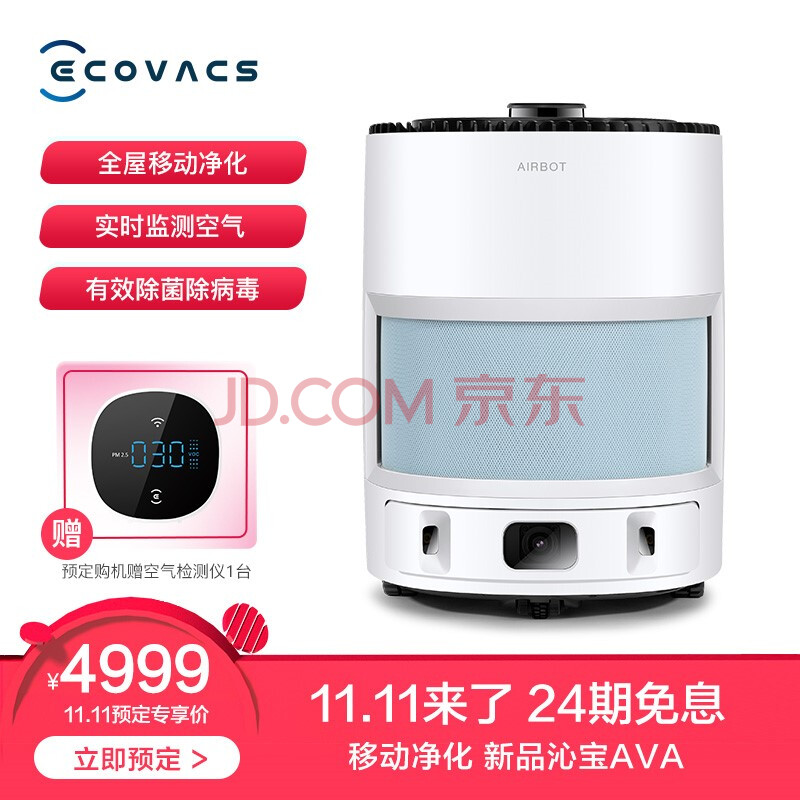 ECOVACS
全屋移动净化
实时监测空气
有效除菌除病毒
AIRBOT
JD.COM 京东
PM 2.5 030 VOC
赠
预定购机赠空气检测仪1台
¥4999
11.11预定专享价
立即预定 >
11.11来了 24期免息
移动净化 新品沁宝AVA